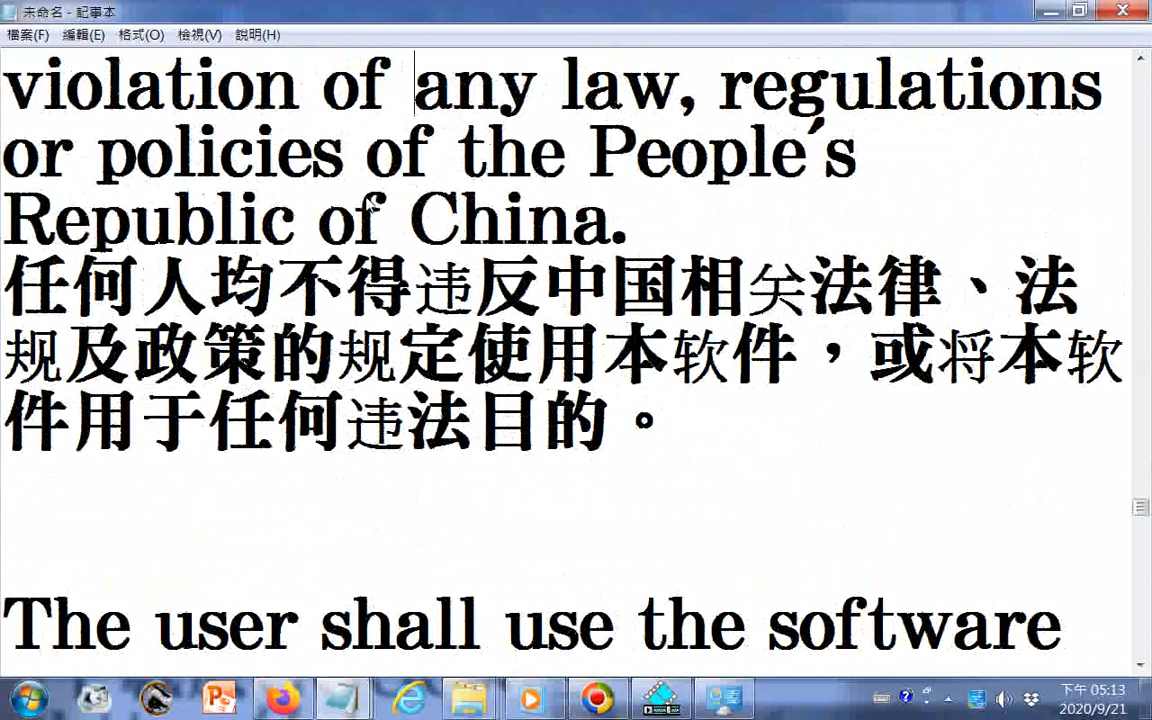 未命名 - 記事本
檔案(F) 編輯(E) 格式(O) 檢視(V) 說明(H)
violation of any law, regulations
or policies of the People's
Republic of China.
任何人均不得违反中国相关法律、法
规及政策的规定使用本软件，或将本软
件用于任何违法目的。
The user shall use the software
下午 05:13
2020/9/21